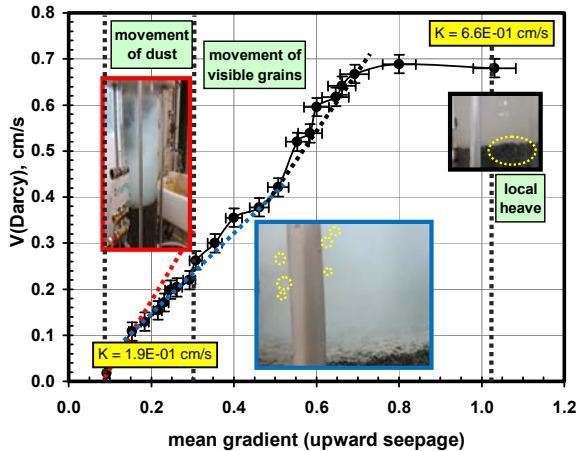 movement
of dust
movement of
visible grains
K = 6.6E-01 cm/s
local
heave
K = 1.9E-01 cm/s
V(Darcy), cm/s
0.8
0.7
0.6
0.5
0.4
0.3
0.2
0.1
0.0
0.0
0.2
0.4
0.6
0.8
1.0
1.2
mean gradient (upward seepage)